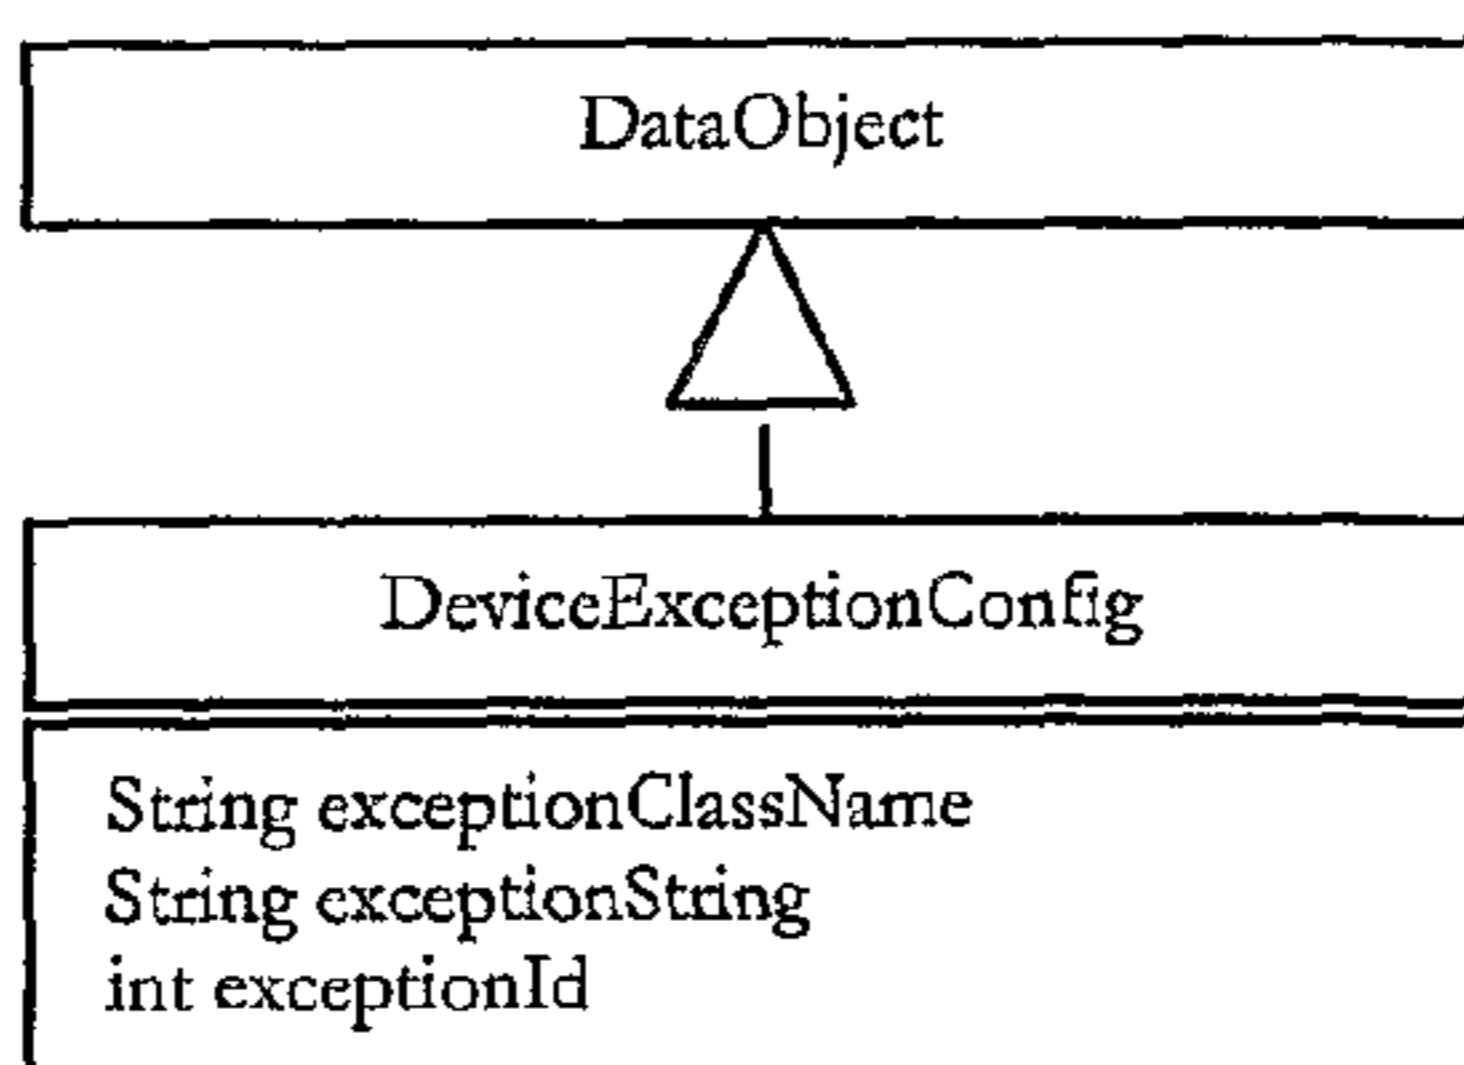 DataObject
DeviceExceptionConfig
String exceptionClassName
String exceptionString
int exceptionId